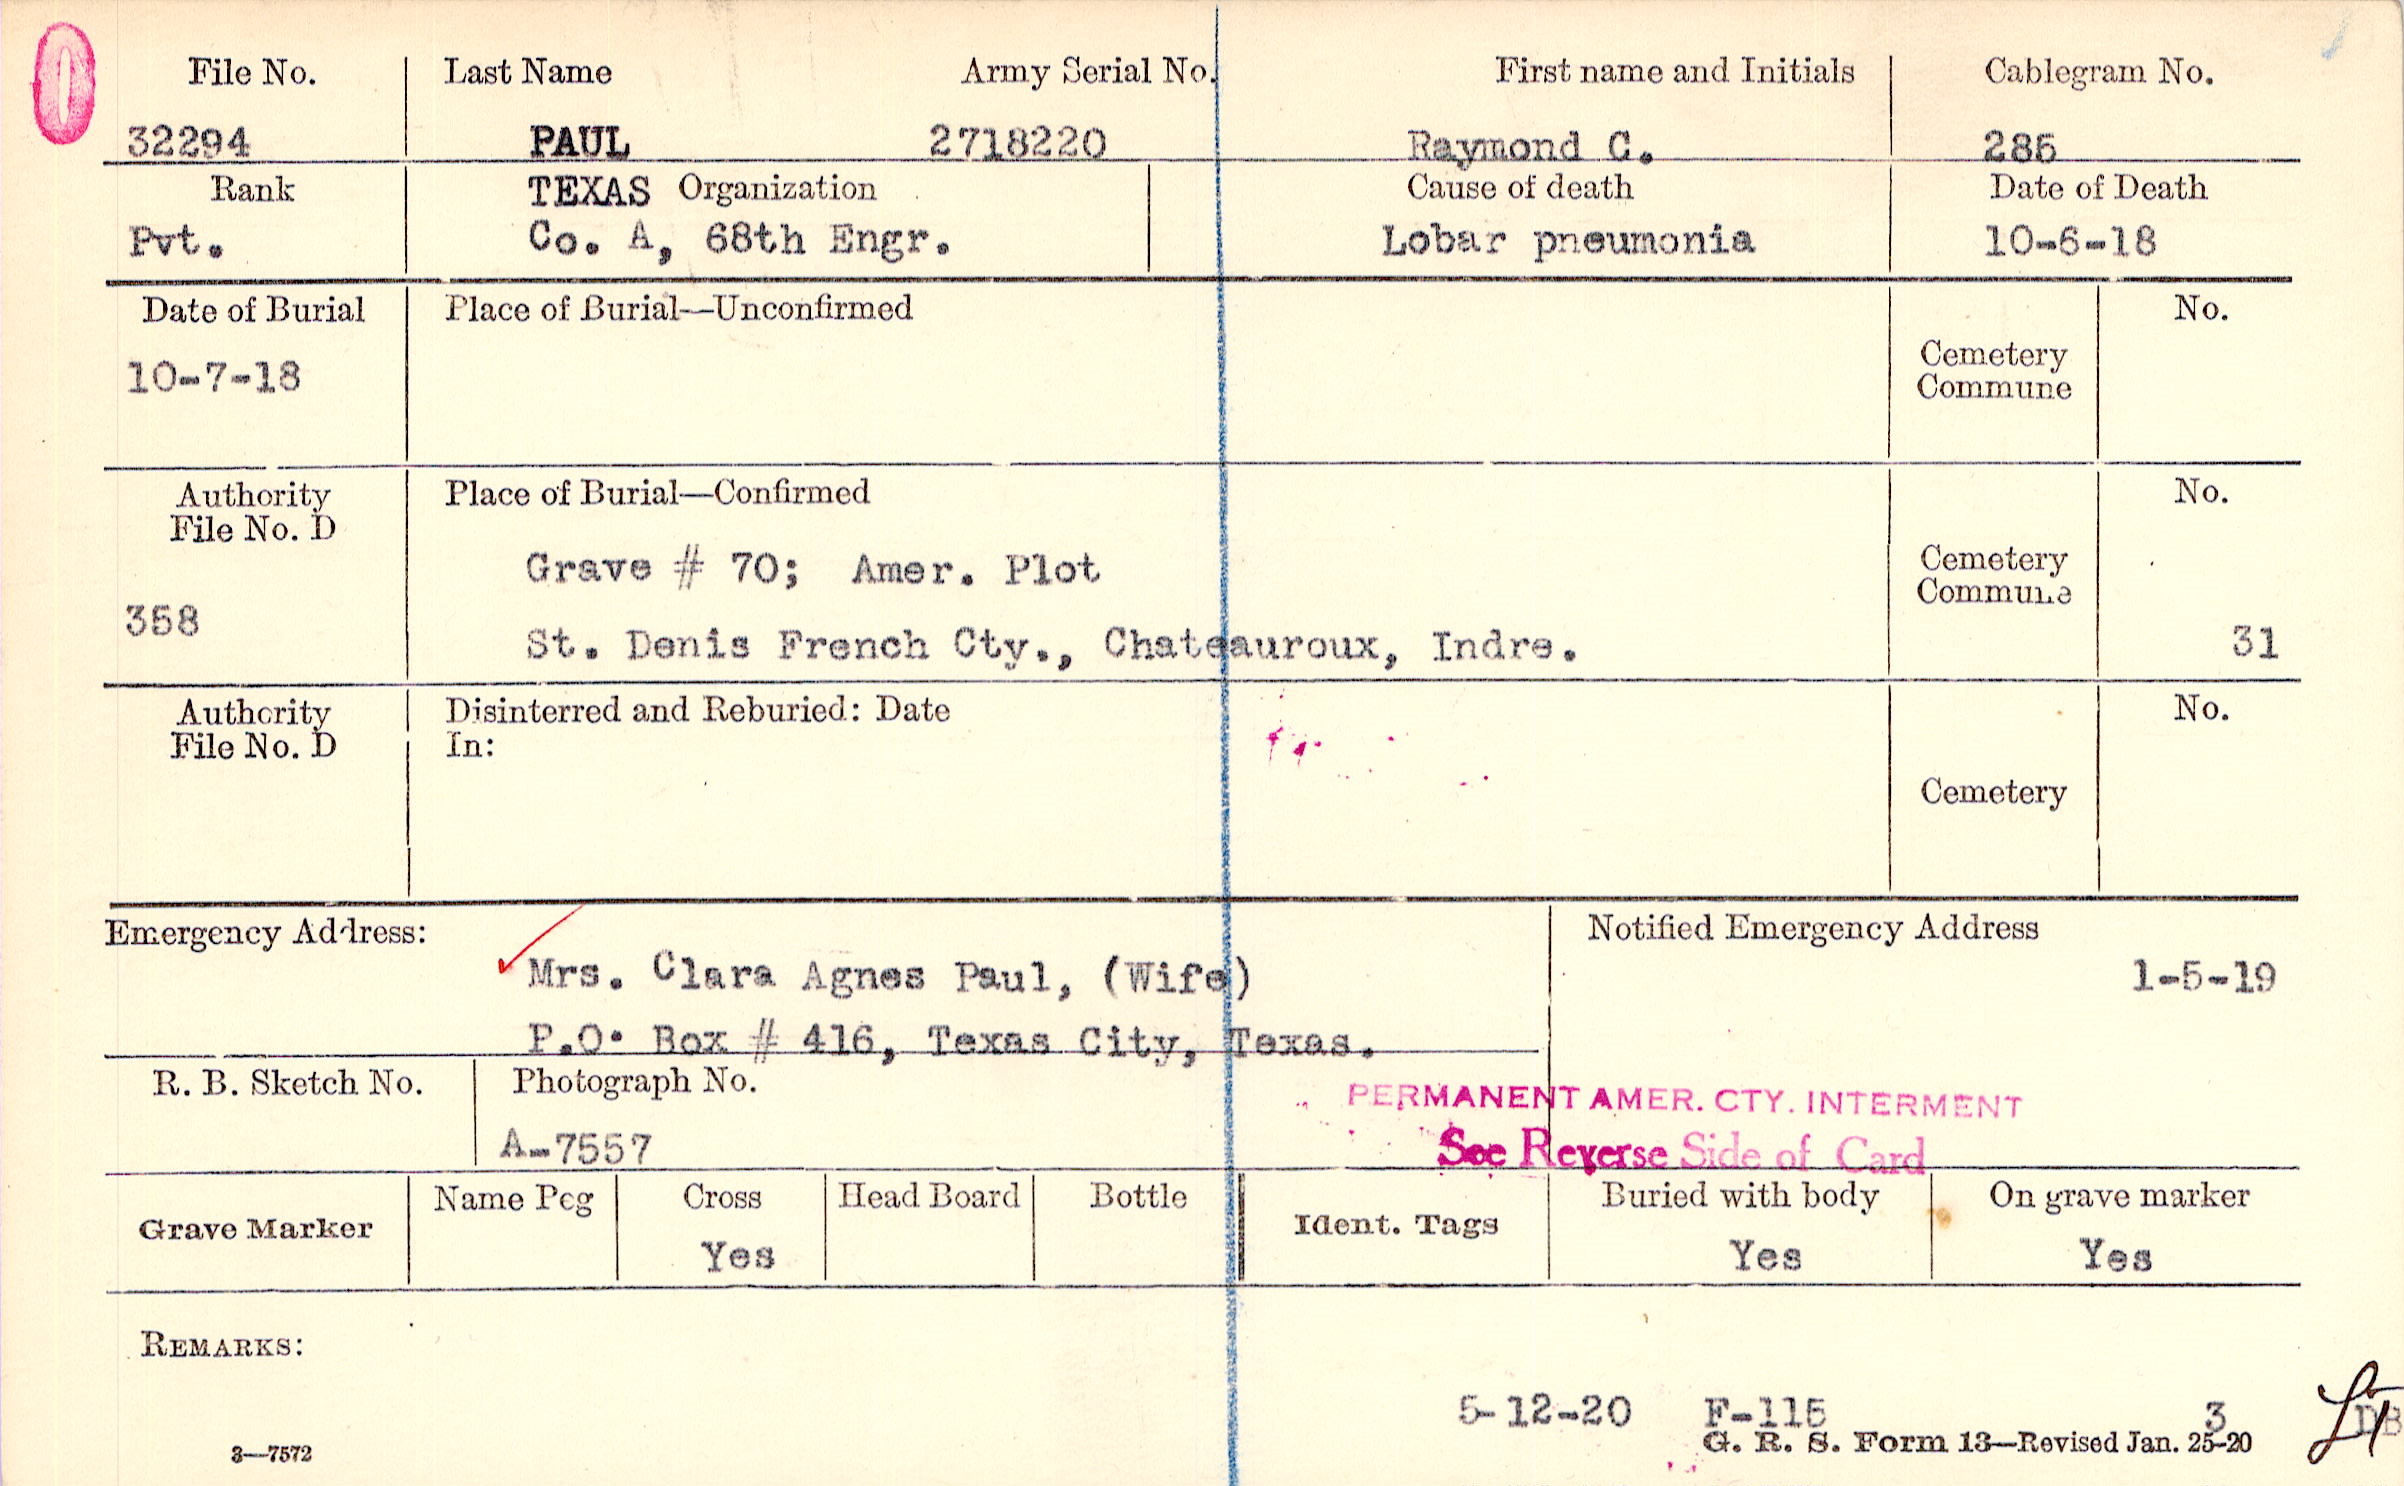 0
File No. Last Name Army Serial No. First name and Initials Cablegram No.
32294 PAUL 2718220 Raymond C. 285
Rank TEXAS Organization Cause of death Date of Death
Pvt. Co. A, 68th Engr. Lobar pneumonia 10-6-18
Date of Burial Place of Burial—Unconfirmed No.
10-7-18 Cemetery
Commune
Authority Place of Burial—Confirmed No.
File No. D
Grave # 70; Amer. Plot Cemetery
Commune
358 St. Denis French Cty., Chateauroux, Indre. 31
Authority Disinterred and Reburied: Date No.
File No. D In:
Cemetery
Emergency Address: Notified Emergency Address
Mrs. Clara Agnes Paul, (Wife) 1-5-19
P.O. Box # 416, Texas City, Texas.
R. B. Sketch No. Photograph No.
PERMANENT AMER. CTY. INTERMENT
A-7557 See Reverse Side of Card
Grave Marker Name Peg Cross Head Board Bottle Ident. Tags Buried with body On grave marker
Yes Yes Yes
REMARKS:
5-12-20 F-115 3
3—7572 G. R. S. Form 13—Revised Jan. 25-20